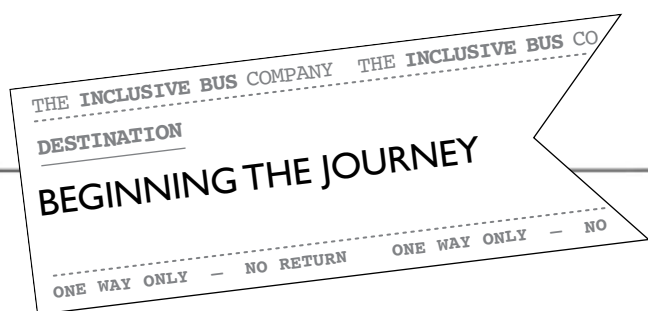 THE INCLUSIVE BUS COMPANY THE INCLUSIVE BUS CO
DESTINATION
BEGINNING THE JOURNEY
ONE WAY ONLY – NO RETURN ONE WAY ONLY – NO